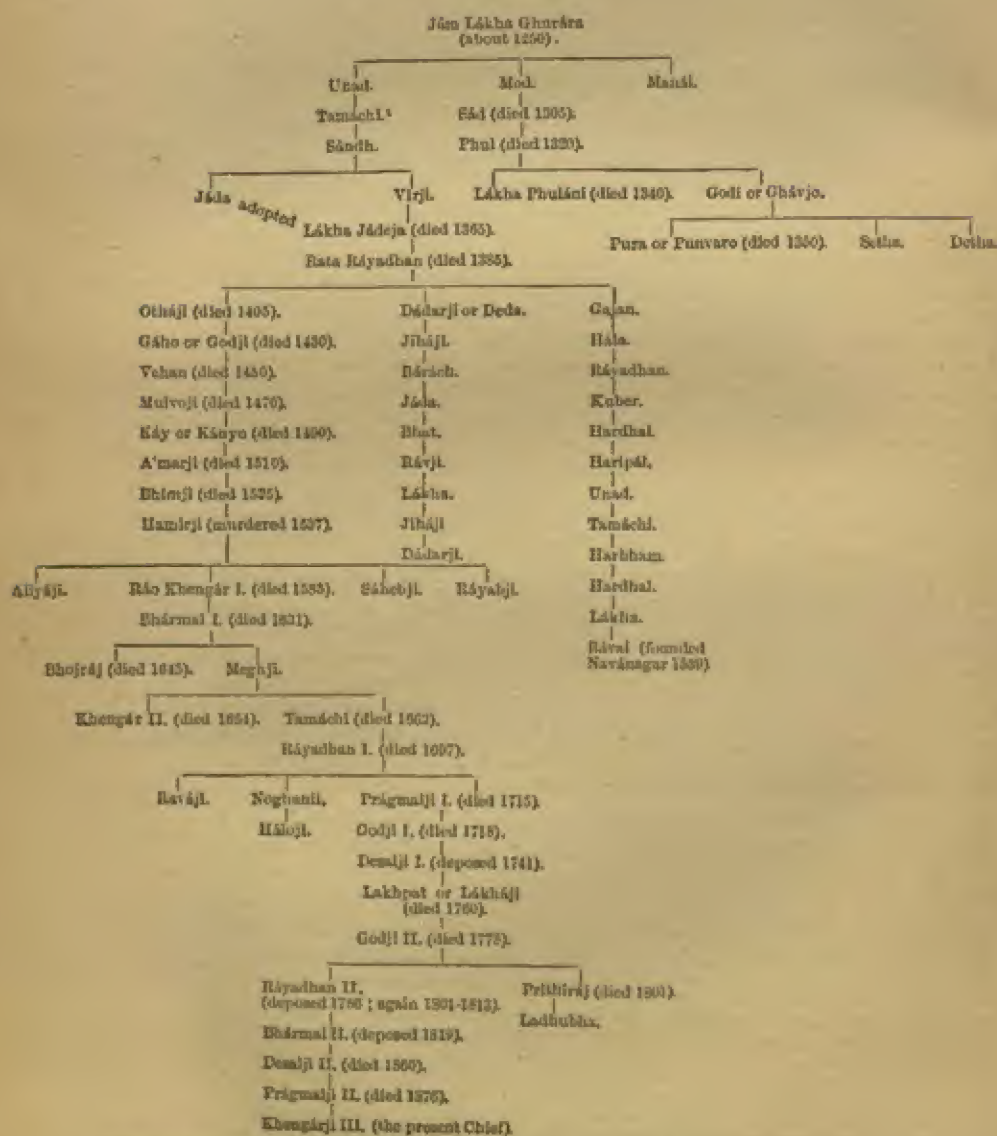 Jám Lákha Ghurára
(about 1250).
Unad. Mod. Manái.
Tamáchi. Sád (died 1305).
Sándh. Phul (died 1320).
Jáda adopted Virji. Lákha Phuláni (died 1340). Godi or Ghávjo.
Lákha Jádeja (died 1365). Pura or Punvaro (died 1350). Setha. Detha.
Rata Ráyadhan (died 1385).
Otháji (died 1405). Dádarji or Deda. Gajan.
Gáho or Godji (died 1430). Jiháji. Hála.
Vehan (died 1450). Bárách. Ráyadhan.
Mulvoji (died 1470). Jáda. Kuber.
Káy or Kányo (died 1490). Bhat. Hardhal.
A'marji (died 1510). Rávji. Haripál.
Bhimji (died 1525). Lákha. Unad.
Hamirji (murdered 1537). Jiháji Tamáchi.
Dádarji. Harbham.
Aliyáji. Ráo Khengár I. (died 1585). Sáhebji. Ráyabji. Hardhal.
Bhármal I. (died 1631). Lákha.
Rával (founded
Bhojráj (died 1645). Meghji. Navánagar 1539)
Khengár II. (died 1654). Tamáchi (died 1662).
Ráyadhan I. (died 1697).
Raváji. Noghanji. Prágmalji I. (died 1715).
Háloji. Godji I. (died 1718).
Desalji I. (deposed 1741).
Lakhpat or Lákháji
(died 1760).
Godji II. (died 1778).
Ráyadhan II. Prithiráj (died 1801).
(deposed 1786 ; again 1801-1813).
Ladhubha.
Bhármal II. (deposed 1819).
Desalji II. (died 1860).
Prágmalji II. (died 1876).
Khengárji III. (the present Chief).